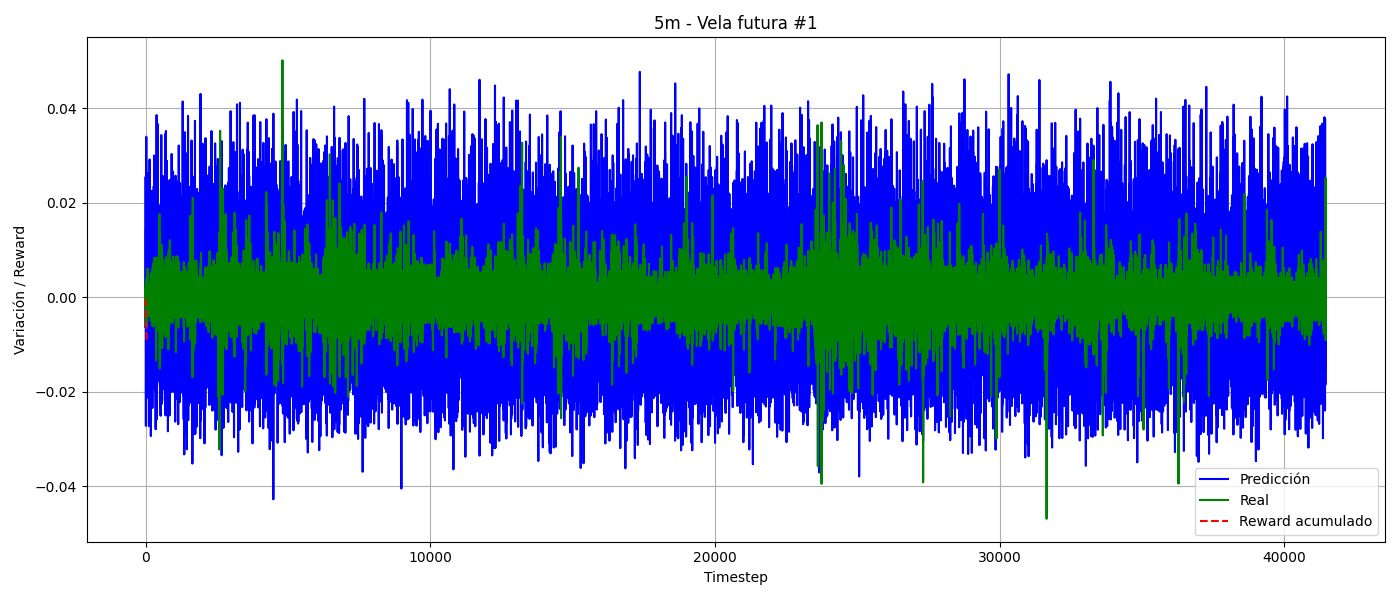 5m - Vela futura #1
Variación / Reward
0.04
0.02
0.00
−0.02
−0.04
0
10000
20000
30000
40000
Timestep
Predicción
Real
Reward acumulado